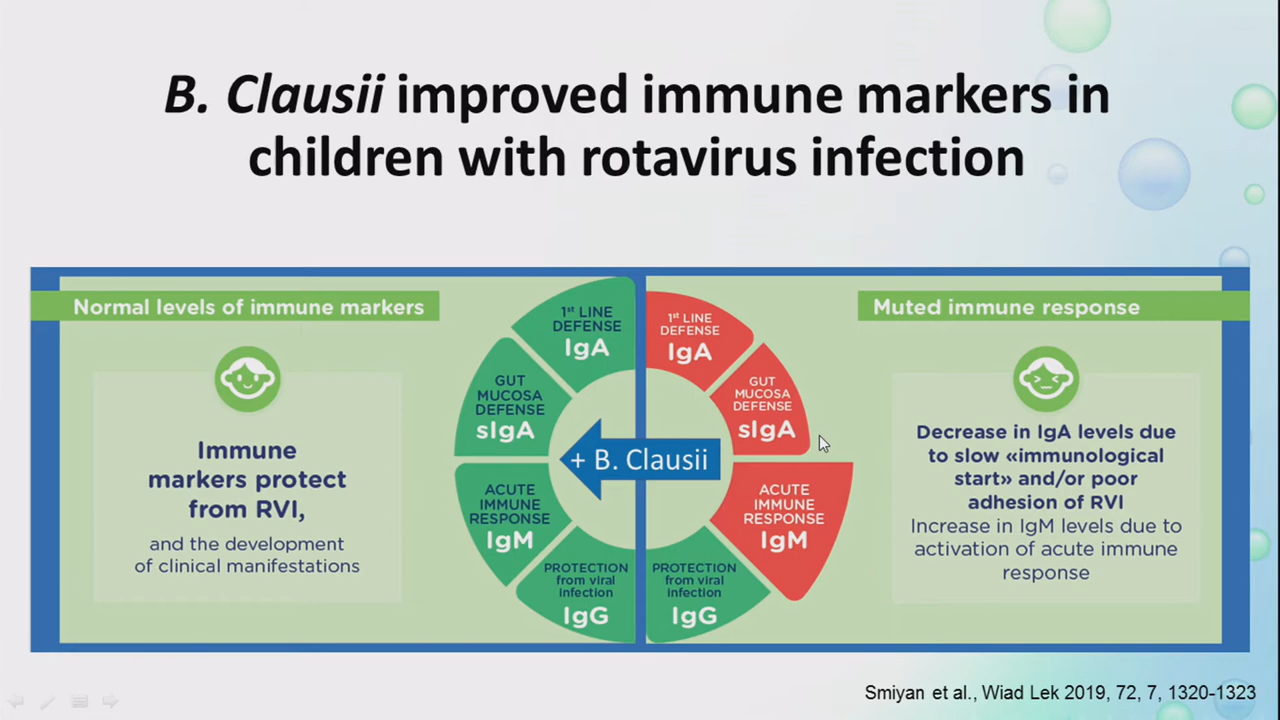 B. Clausii improved immune markers in
children with rotavirus infection
Normal levels of immune markers
Immune
markers protect
from RVI,
and the development
of clinical manifestations
1st LINE
DEFENSE
IgA
GUT
MUCOSA
DEFENSE
sIgA
ACUTE
IMMUNE
RESPONSE
IgM
PROTECTION
from viral
infection
IgG
+ B. Clausii
1st LINE
DEFENSE
IgA
GUT
MUCOSA
DEFENSE
sIgA
ACUTE
IMMUNE
RESPONSE
IgM
PROTECTION
from viral
infection
IgG
Muted immune response
Decrease in IgA levels due
to slow «immunological
start» and/or poor
adhesion of RVI
Increase in IgM levels due to
activation of acute immune
response
Smiyan et al., Wiad Lek 2019, 72, 7, 1320-1323